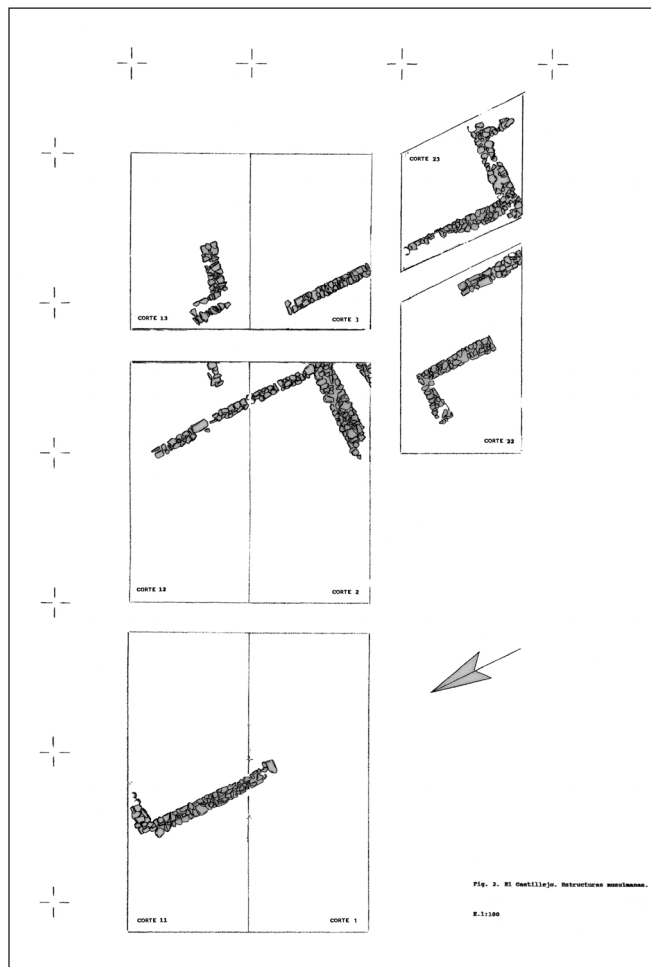 CORTE 23
CORTE 13
CORTE 3
CORTE 22
CORTE 12
CORTE 2
CORTE 11
CORTE 1
Fig. 2. El Castillejo. Estructuras musulmanas.
E.1:100